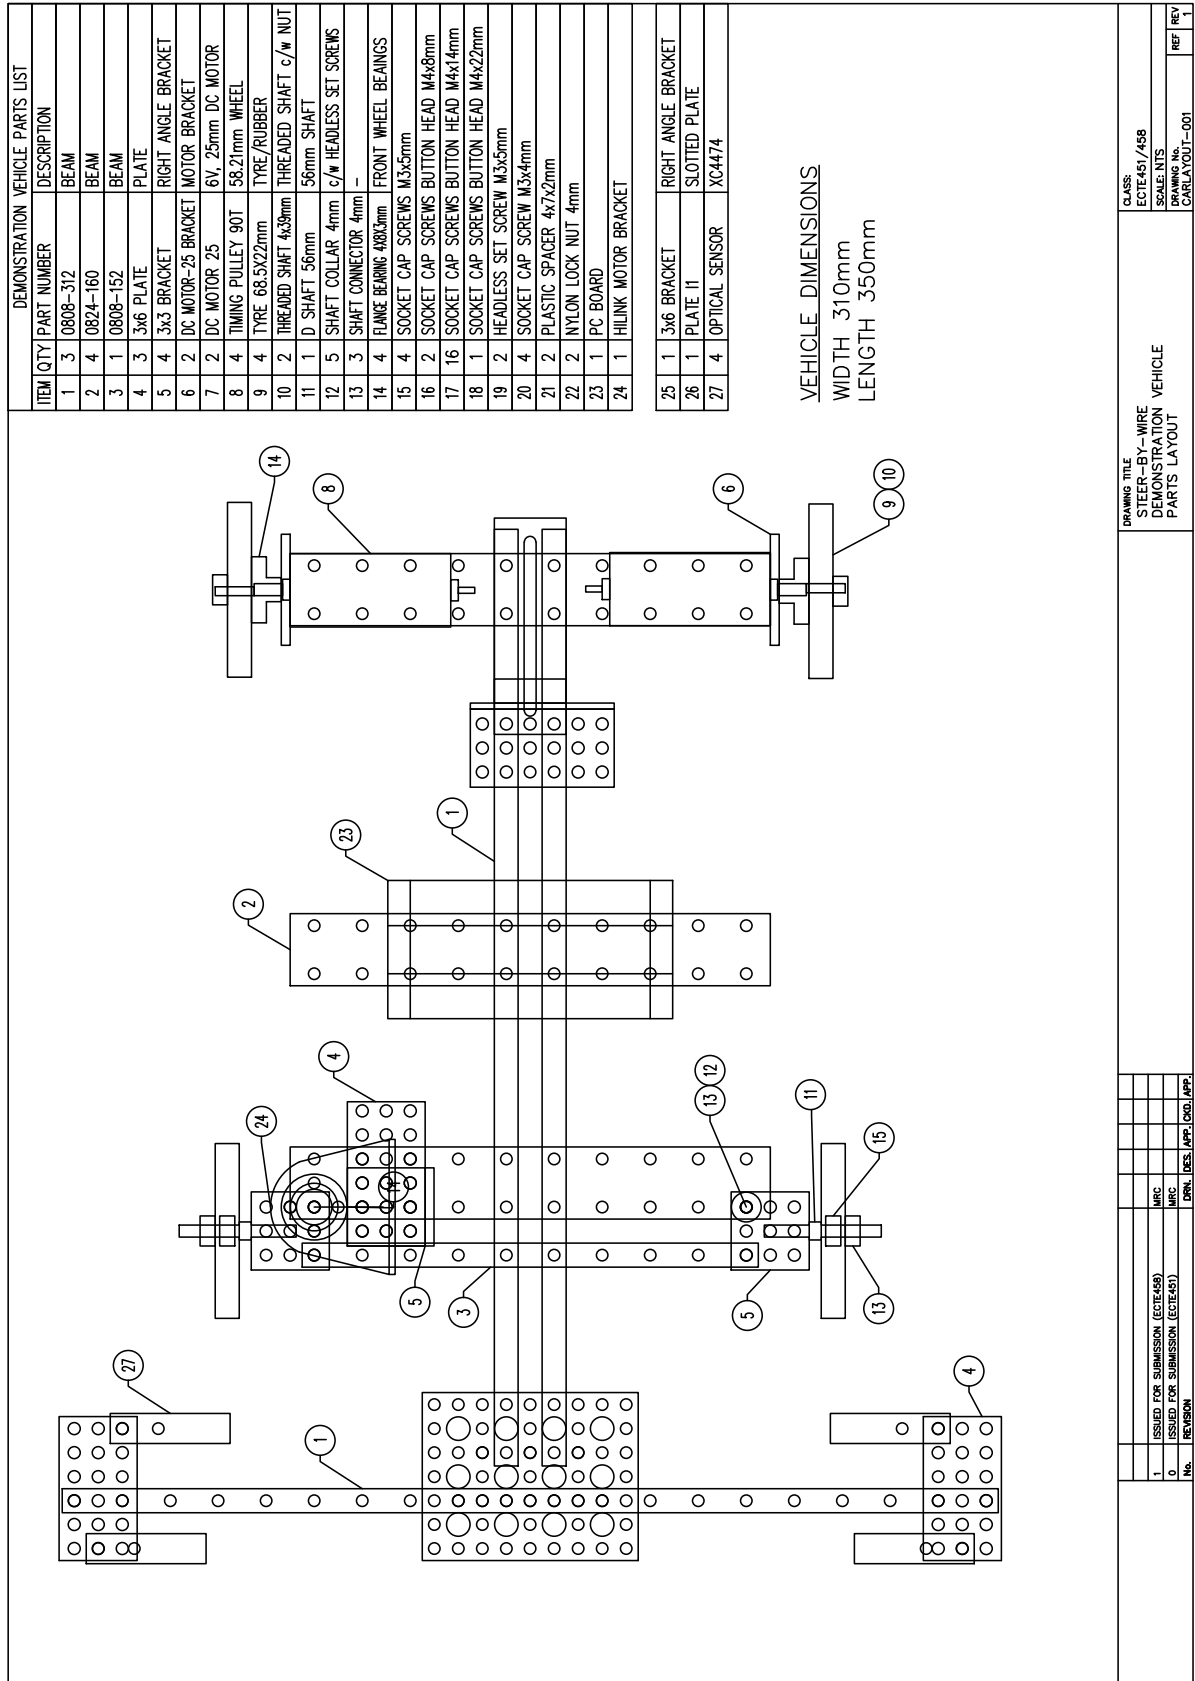 DEMONSTRATION VEHICLE PARTS LIST
ITEM QTY PART NUMBER DESCRIPTION
1 3 0808-312 BEAM
2 4 0824-160 BEAM
3 1 0808-152 BEAM
4 3 3x6 PLATE PLATE
5 4 3x3 BRACKET RIGHT ANGLE BRACKET
6 2 DC MOTOR-25 BRACKET MOTOR BRACKET
7 2 DC MOTOR 25 6V, 25mm DC MOTOR
8 4 TIMING PULLEY 90T 58.21mm WHEEL
9 4 TYRE 68.5X22mm TYRE/RUBBER
10 2 THREADED SHAFT 4x39mm THREADED SHAFT c/w NUT
11 1 D SHAFT 56mm 56mm SHAFT
12 5 SHAFT COLLAR 4mm c/w HEADLESS SET SCREWS
13 3 SHAFT CONNECTOR 4mm -
14 4 FLANGE BEARING 4X8X3mm FRONT WHEEL BEAINGS
15 4 SOCKET CAP SCREWS M3x5mm
16 2 SOCKET CAP SCREWS BUTTON HEAD M4x8mm
17 16 SOCKET CAP SCREWS BUTTON HEAD M4x14mm
18 1 SOCKET CAP SCREWS BUTTON HEAD M4x22mm
19 2 HEADLESS SET SCREW M3x5mm
20 4 SOCKET CAP SCREW M3x4mm
21 2 PLASTIC SPACER 4x7x2mm
22 2 NYLON LOCK NUT 4mm
23 1 PC BOARD
24 1 HILINK MOTOR BRACKET
25 1 3x6 BRACKET RIGHT ANGLE BRACKET
26 1 PLATE I1 SLOTTED PLATE
27 4 OPTICAL SENSOR XC4474
VEHICLE DIMENSIONS
WIDTH 310mm
LENGTH 350mm
27
1
4
24
4
5
3
13 12
5
11
15
13
2
23
1
14
8
6
9 10
No. REVISION DRN. DES. APP. CKD. APP.
1 ISSUED FOR SUBMISSION (ECTE458) MRC
0 ISSUED FOR SUBMISSION (ECTE451) MRC
DRAWING TITLE
STEER-BY-WIRE
DEMONSTRATION VEHICLE
PARTS LAYOUT
CLASS:
ECTE451/458
SCALE: NTS
DRAWING No.
CARLAYOUT-001
REF REV
1